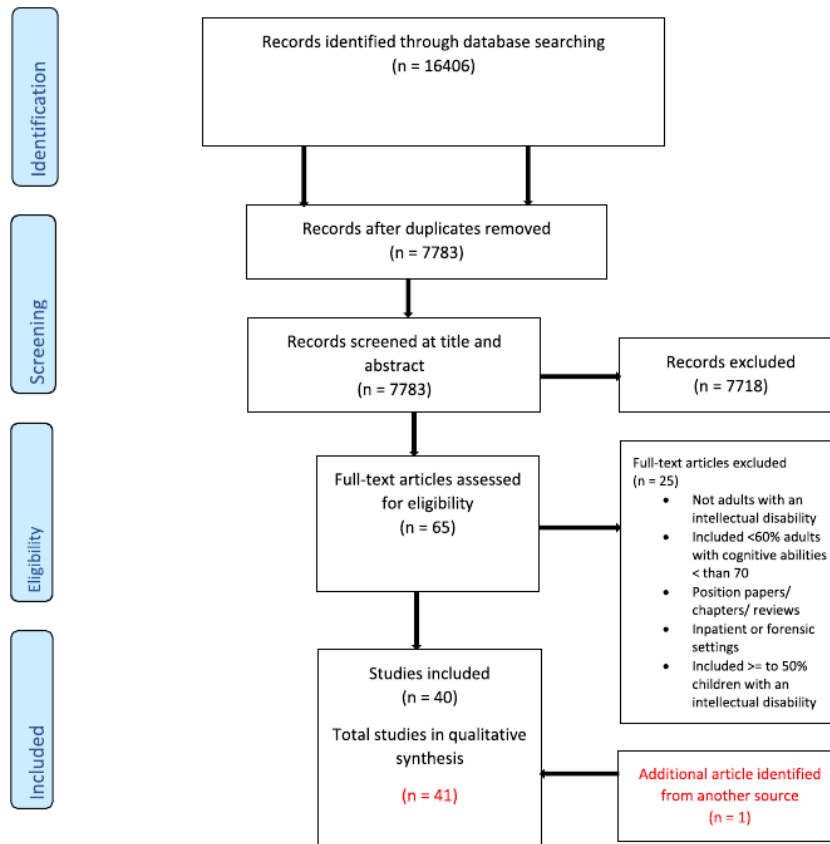 Identification
Records identified through database searching
(n = 16406)
Records after duplicates removed
(n = 7783)
Screening
Records screened at title and
abstract
(n = 7783)
Records excluded
(n = 7718)
Eligibility
Full-text articles assessed
for eligibility
(n = 65)
Full-text articles excluded
(n = 25)
• Not adults with an
intellectual disability
• Included <60% adults
with cognitive abilities
< than 70
• Position papers/
chapters/ reviews
• Inpatient or forensic
settings
• Included >= to 50%
children with an
intellectual disability
Included
Studies included
(n = 40)
Total studies in qualitative
synthesis
(n = 41)
Additional article identified
from another source
(n = 1)